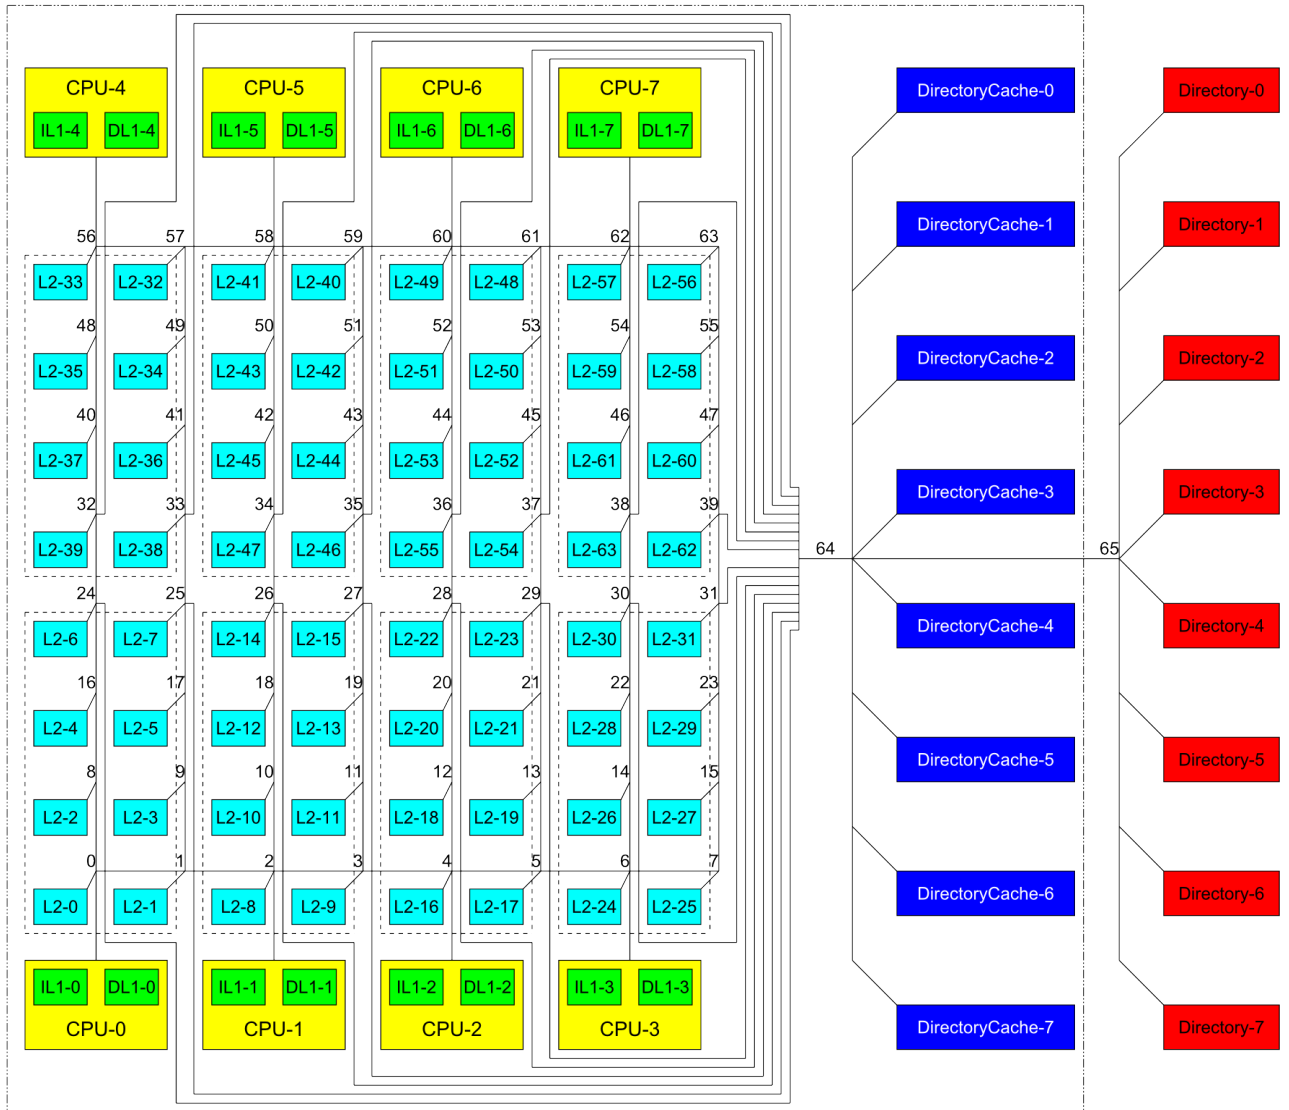 CPU-4 CPU-5 CPU-6 CPU-7 DirectoryCache-0 Directory-0
IL1-4 DL1-4 IL1-5 DL1-5 IL1-6 DL1-6 IL1-7 DL1-7
DirectoryCache-1 Directory-1
56 57 58 59 60 61 62 63
L2-33 L2-32 L2-41 L2-40 L2-49 L2-48 L2-57 L2-56
48 49 50 51 52 53 54 55
DirectoryCache-2 Directory-2
L2-35 L2-34 L2-43 L2-42 L2-51 L2-50 L2-59 L2-58
40 41 42 43 44 45 46 47
L2-37 L2-36 L2-45 L2-44 L2-53 L2-52 L2-61 L2-60
DirectoryCache-3 Directory-3
32 33 34 35 36 37 38 39
L2-39 L2-38 L2-47 L2-46 L2-55 L2-54 L2-63 L2-62 64 65
24 25 26 27 28 29 30 31
DirectoryCache-4 Directory-4
L2-6 L2-7 L2-14 L2-15 L2-22 L2-23 L2-30 L2-31
16 17 18 19 20 21 22 23
L2-4 L2-5 L2-12 L2-13 L2-20 L2-21 L2-28 L2-29
DirectoryCache-5 Directory-5
8 9 10 11 12 13 14 15
L2-2 L2-3 L2-10 L2-11 L2-18 L2-19 L2-26 L2-27
0 1 2 3 4 5 6 7
DirectoryCache-6 Directory-6
L2-0 L2-1 L2-8 L2-9 L2-16 L2-17 L2-24 L2-25
IL1-0 DL1-0 IL1-1 DL1-1 IL1-2 DL1-2 IL1-3 DL1-3
CPU-0 CPU-1 CPU-2 CPU-3 DirectoryCache-7 Directory-7